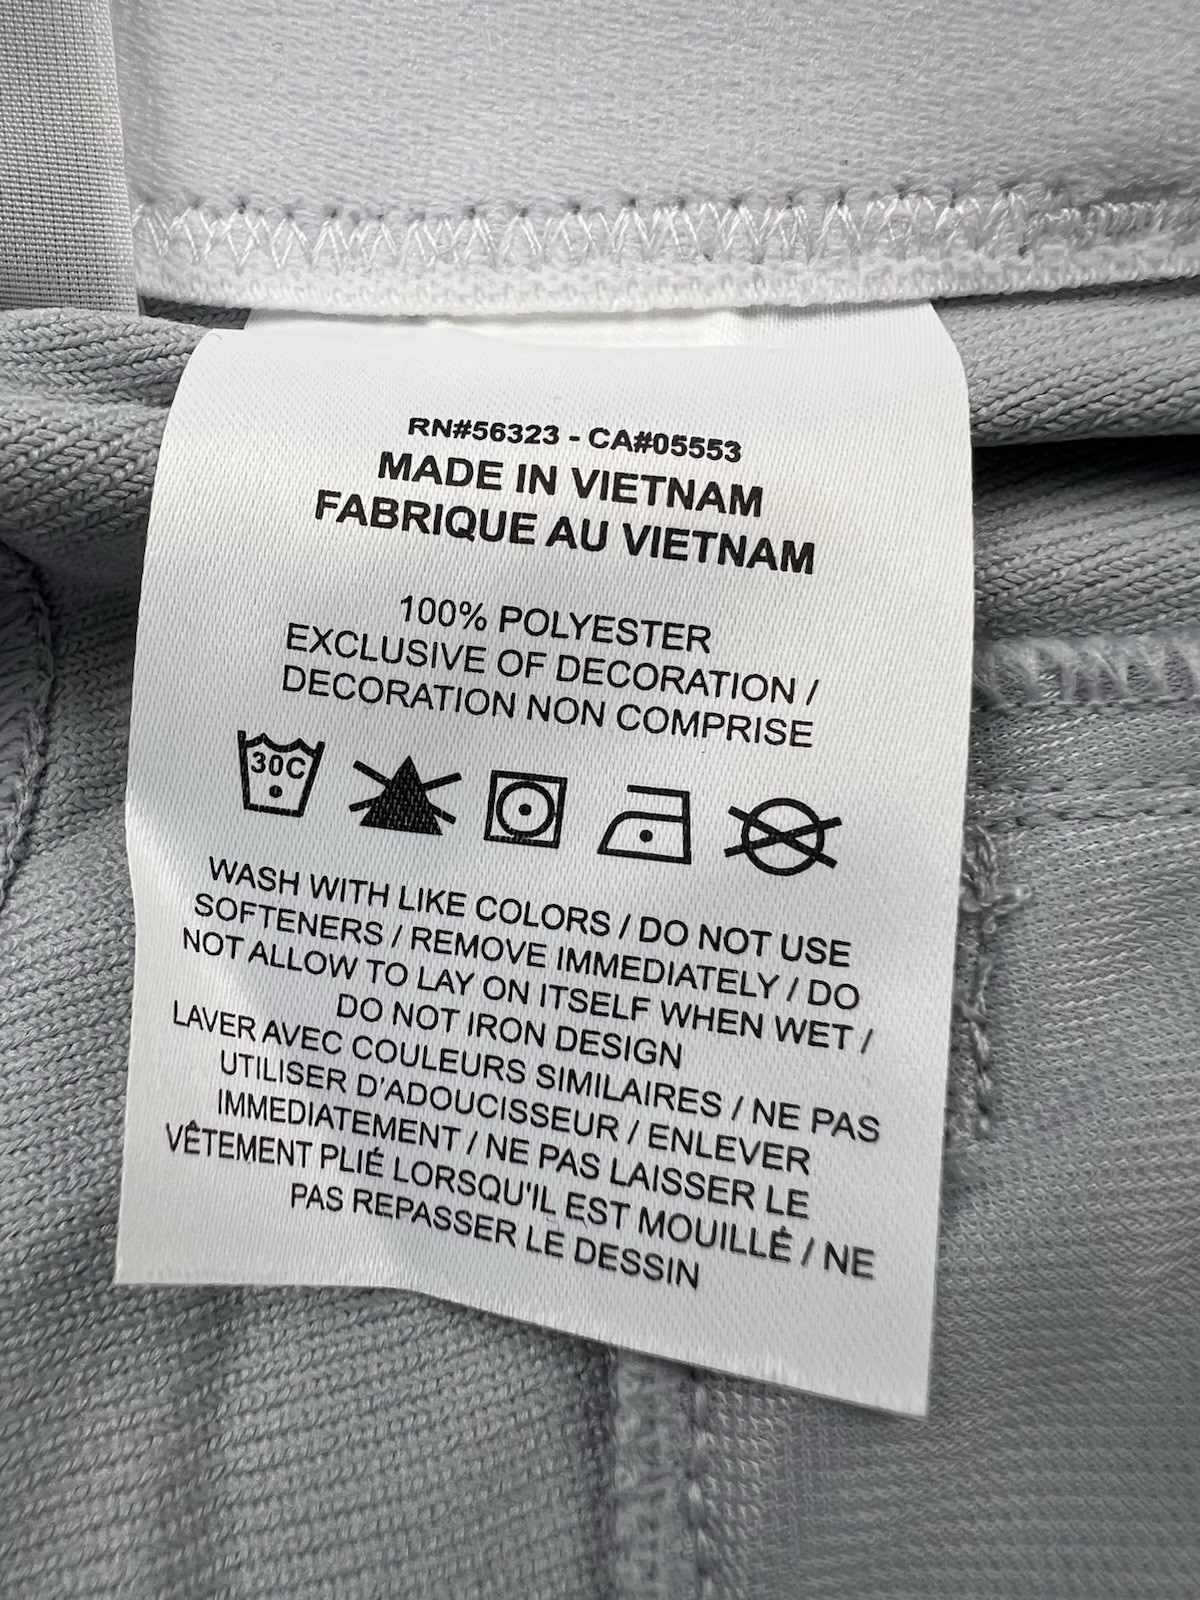 RN#56323 - CA#05553
MADE IN VIETNAM
FABRIQUE AU VIETNAM
100% POLYESTER
EXCLUSIVE OF DECORATION /
DECORATION NON COMPRISE
30C
WASH WITH LIKE COLORS / DO NOT USE
SOFTENERS / REMOVE IMMEDIATELY / DO
NOT ALLOW TO LAY ON ITSELF WHEN WET /
DO NOT IRON DESIGN
LAVER AVEC COULEURS SIMILAIRES / NE PAS
UTILISER D'ADOUCISSEUR / ENLEVER
IMMEDIATEMENT / NE PAS LAISSER LE
VÊTEMENT PLIÉ LORSQU'IL EST MOUILLÉ / NE
PAS REPASSER LE DESSIN